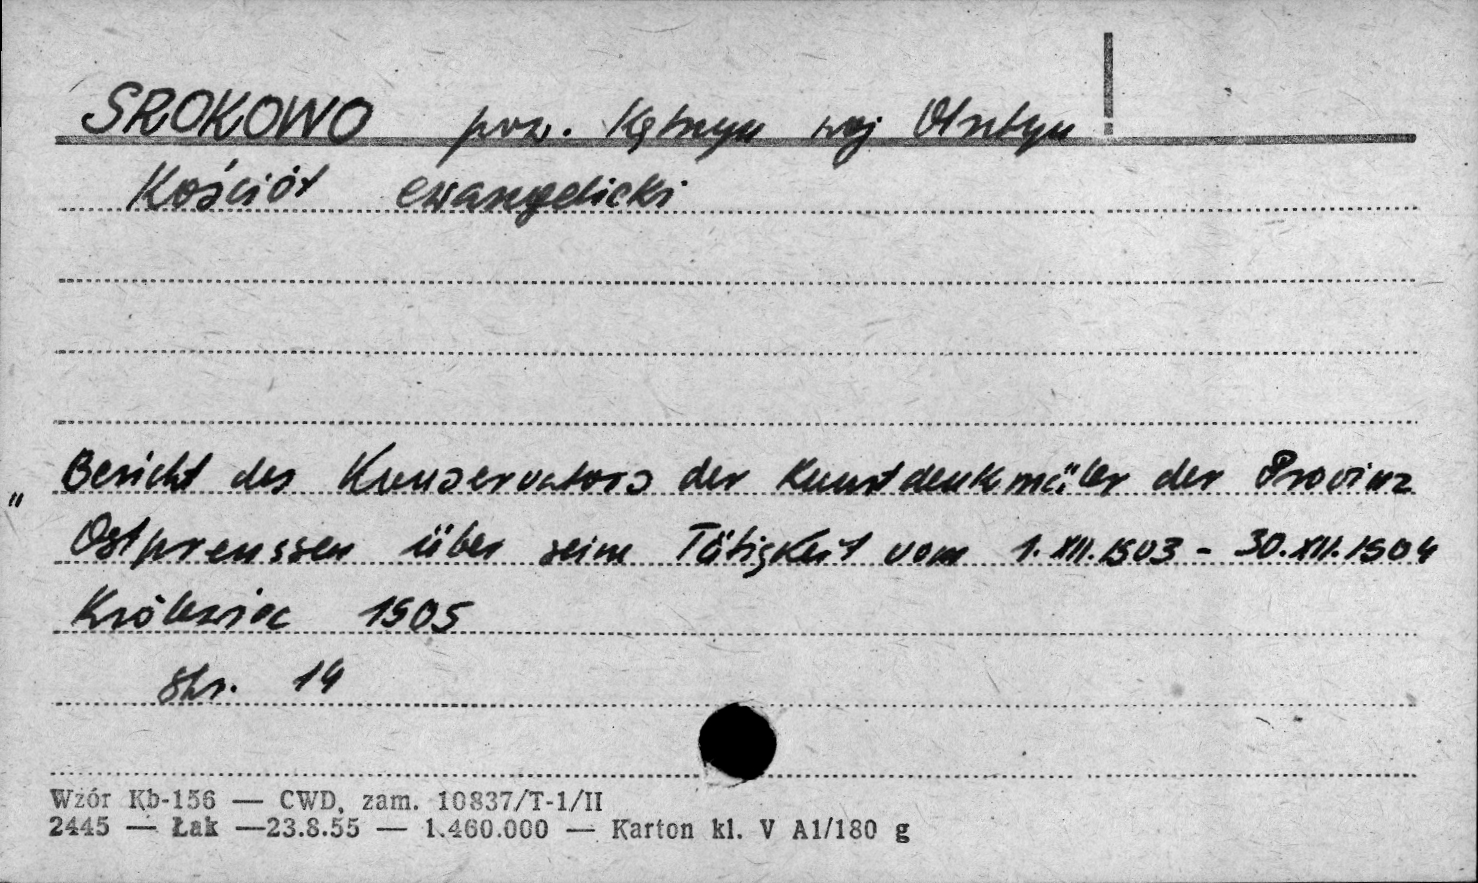 SROKOWO pow. Kętrzyn woj Olsztyn
Kościół ewangelicki
"Bericht des Konservators der Kunstdenkmäler der Provinz
Ostpreussen über seine Tätigkeit vom 1.XII.1903 - 30.XII.1904
Królewiec 1905
str. 14
Wzór Kb-156 — CWD, zam. 10837/T-1/II
2445 — Łak —23.8.55 — 1.460.000 — Karton kl. V A1/180 g